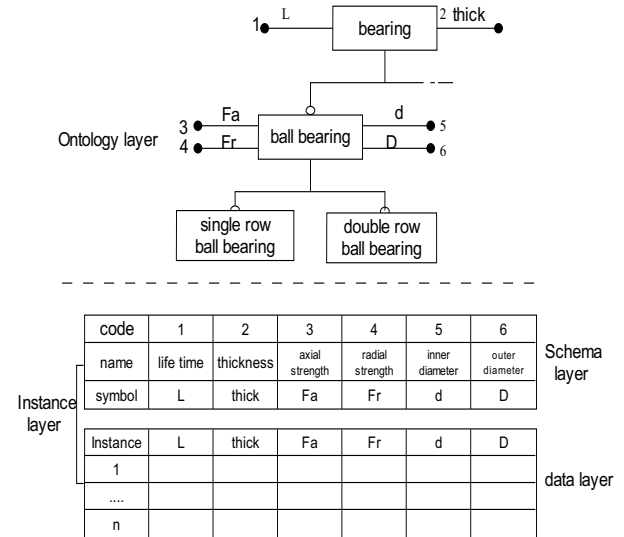 1 L bearing 2 thick
3 Fa ball bearing d 5
4 Fr D 6
Ontology layer
single row
ball bearing
double row
ball bearing
code 1 2 3 4 5 6
name life time thickness axial strength radial strength inner diameter outer diameter
symbol L thick Fa Fr d D
Schema
layer
Instance
layer
Instance L thick Fa Fr d D
1
....
n
data layer